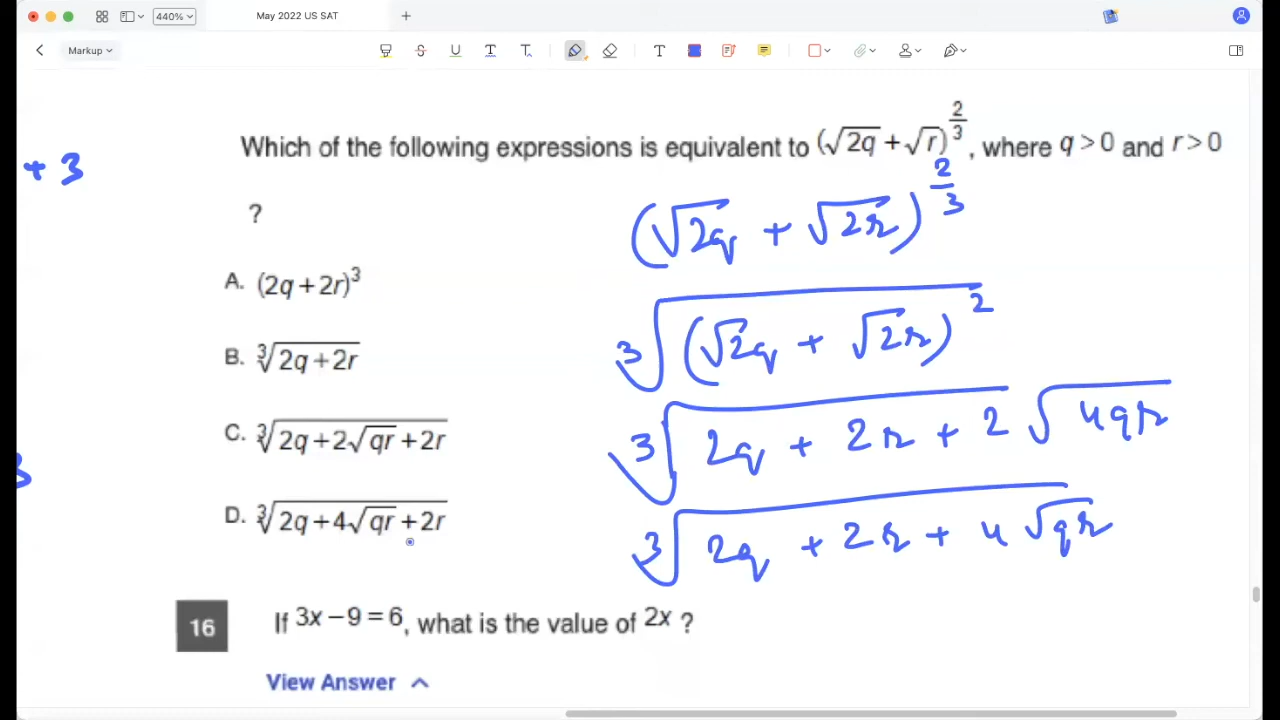 440%
May 2022 US SAT
Markup
Which of the following expressions is equivalent to (√2q + √r)^(2/3), where q > 0 and r > 0
?
+ 3
(√2q + √2r)^(2/3)
A. (2q + 2r)³
∛(√2q + √2r)²
B. ∛2q + 2r
C. ∛2q + 2√qr + 2r
∛2q + 2r + 2√4qr
3
D. ∛2q + 4√qr + 2r
∛2q + 2r + 4√qr
16 If 3x − 9 = 6, what is the value of 2x ?
View Answer